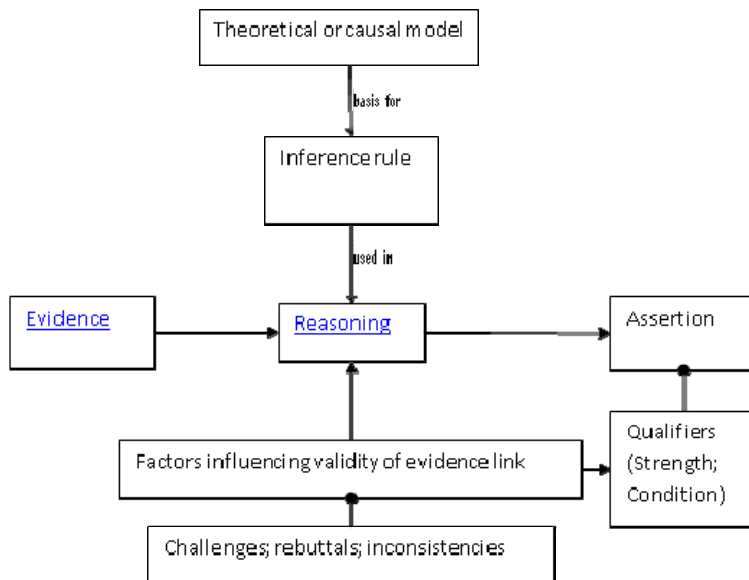 Theoretical or causal model
basis for
Inference rule
used in
Evidence
Reasoning
Assertion
Factors influencing validity of evidence link
Qualifiers
(Strength;
Condition)
Challenges; rebuttals; inconsistencies